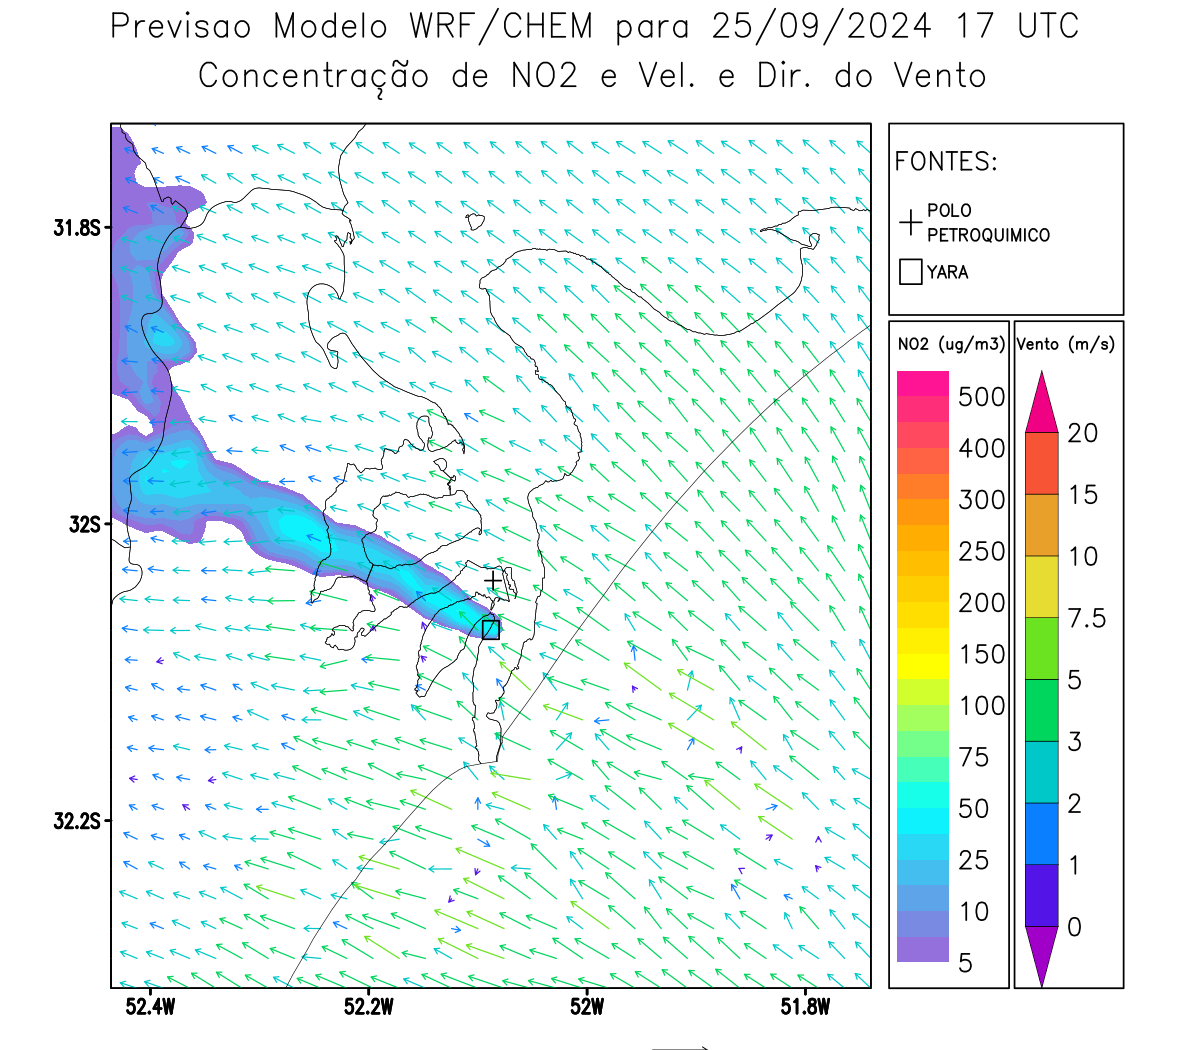 Previsao Modelo WRF/CHEM para 25/09/2024 17 UTC
Concentração de NO2 e Vel. e Dir. do Vento
FONTES:
POLO
PETROQUIMICO
YARA
NO2 (ug/m3)
500
400
300
250
200
150
100
75
50
25
10
5
Vento (m/s)
20
15
10
7.5
5
3
2
1
0
31.8S
32S
32.2S
52.4W
52.2W
52W
51.8W